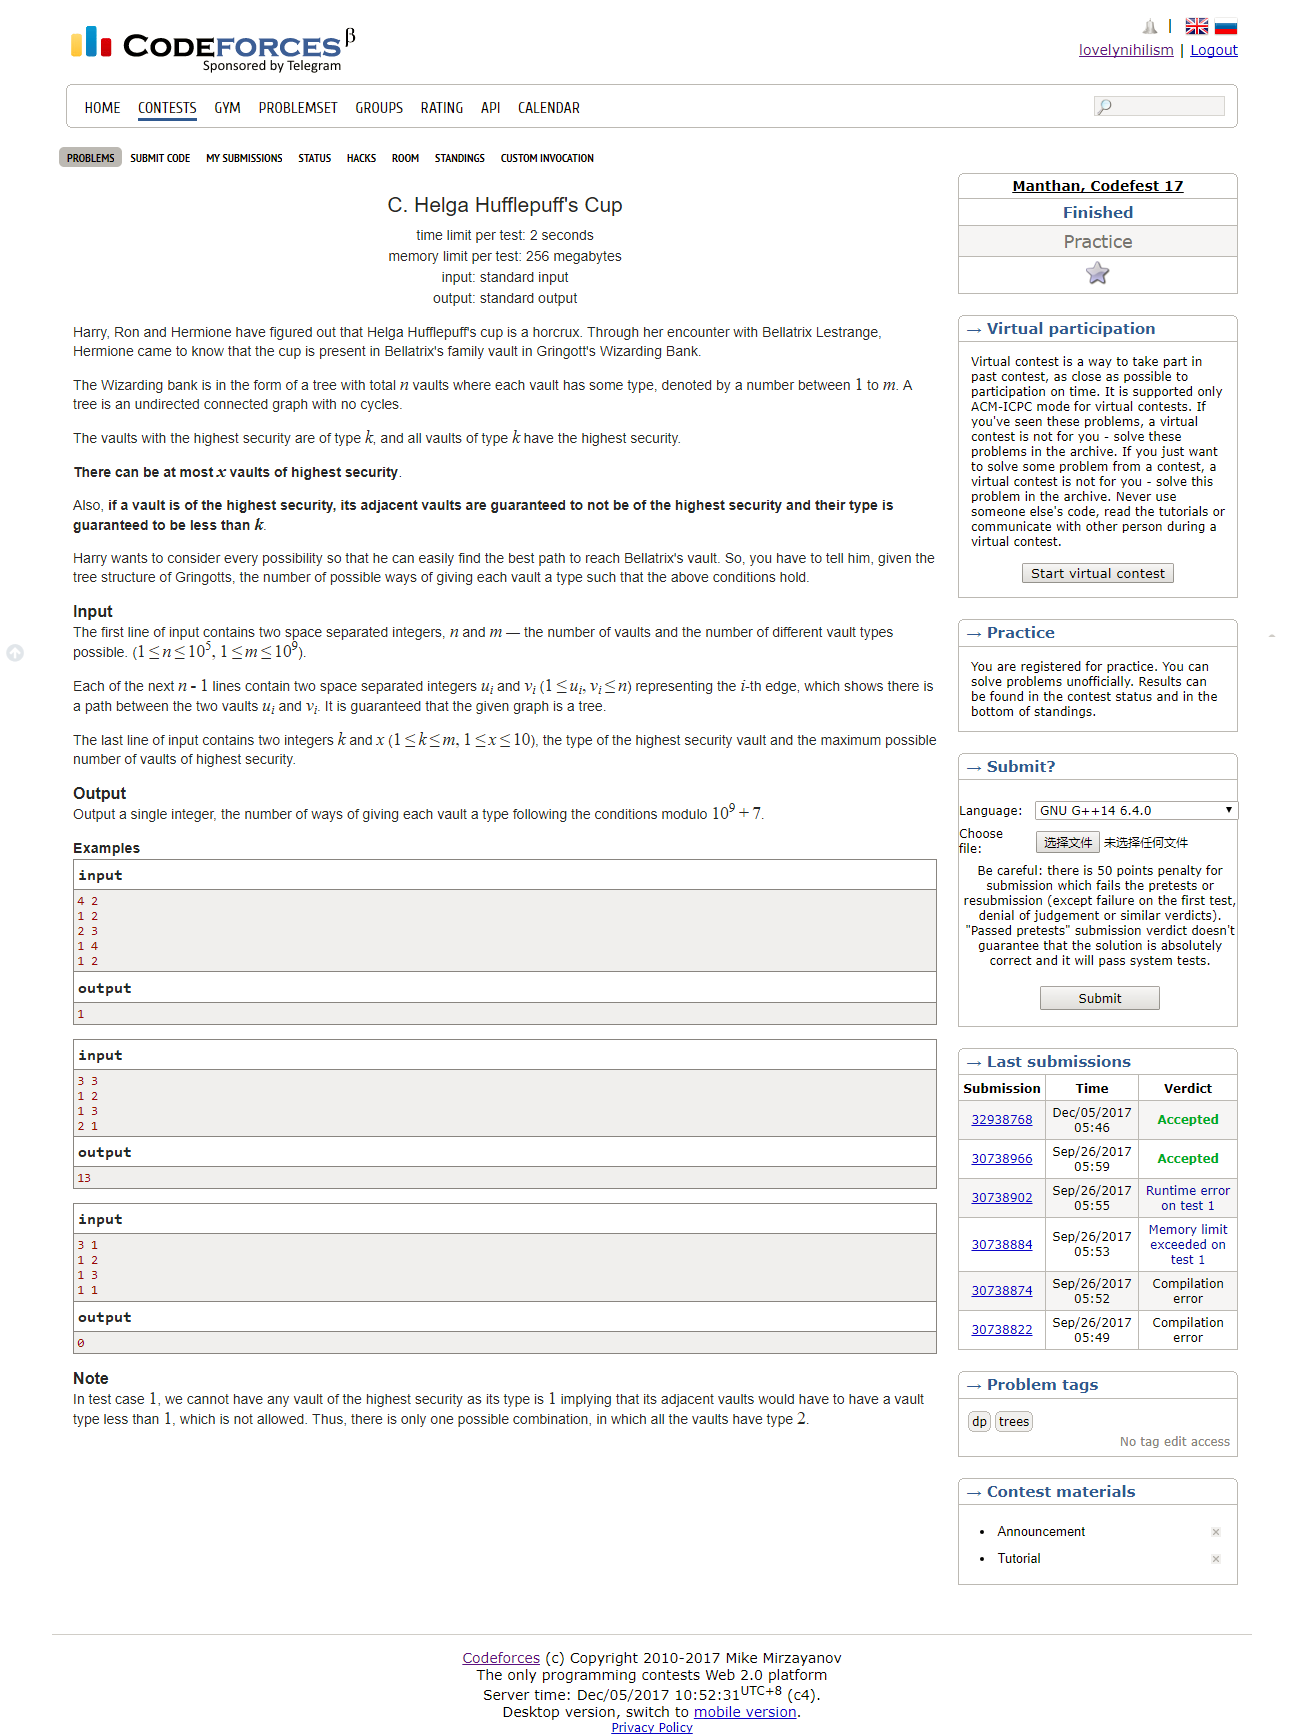 CODEFORCES β
Sponsored by Telegram
|
lovelynihilism | Logout
HOME CONTESTS GYM PROBLEMSET GROUPS RATING API CALENDAR
PROBLEMS SUBMIT CODE MY SUBMISSIONS STATUS HACKS ROOM STANDINGS CUSTOM INVOCATION
C. Helga Hufflepuff's Cup
time limit per test: 2 seconds
memory limit per test: 256 megabytes
input: standard input
output: standard output
Harry, Ron and Hermione have figured out that Helga Hufflepuff's cup is a horcrux. Through her encounter with Bellatrix Lestrange,
Hermione came to know that the cup is present in Bellatrix's family vault in Gringott's Wizarding Bank.
The Wizarding bank is in the form of a tree with total n vaults where each vault has some type, denoted by a number between 1 to m. A
tree is an undirected connected graph with no cycles.
The vaults with the highest security are of type k, and all vaults of type k have the highest security.
There can be at most x vaults of highest security.
Also, if a vault is of the highest security, its adjacent vaults are guaranteed to not be of the highest security and their type is
guaranteed to be less than k.
Harry wants to consider every possibility so that he can easily find the best path to reach Bellatrix's vault. So, you have to tell him, given the
tree structure of Gringotts, the number of possible ways of giving each vault a type such that the above conditions hold.
Input
The first line of input contains two space separated integers, n and m — the number of vaults and the number of different vault types
possible. (1 ≤ n ≤ 10^5, 1 ≤ m ≤ 10^9).
Each of the next n - 1 lines contain two space separated integers u_i and v_i (1 ≤ u_i, v_i ≤ n) representing the i-th edge, which shows there is
a path between the two vaults u_i and v_i. It is guaranteed that the given graph is a tree.
The last line of input contains two integers k and x (1 ≤ k ≤ m, 1 ≤ x ≤ 10), the type of the highest security vault and the maximum possible
number of vaults of highest security.
Output
Output a single integer, the number of ways of giving each vault a type following the conditions modulo 10^9 + 7.
Examples
input
4 2
1 2
2 3
1 4
1 2
output
1
input
3 3
1 2
1 3
2 1
output
13
input
3 1
1 2
1 3
1 1
output
0
Note
In test case 1, we cannot have any vault of the highest security as its type is 1 implying that its adjacent vaults would have to have a vault
type less than 1, which is not allowed. Thus, there is only one possible combination, in which all the vaults have type 2.
Manthan, Codefest 17
Finished
Practice
→ Virtual participation
Virtual contest is a way to take part in
past contest, as close as possible to
participation on time. It is supported only
ACM-ICPC mode for virtual contests. If
you've seen these problems, a virtual
contest is not for you - solve these
problems in the archive. If you just want
to solve some problem from a contest, a
virtual contest is not for you - solve this
problem in the archive. Never use
someone else's code, read the tutorials or
communicate with other person during a
virtual contest.
Start virtual contest
→ Practice
You are registered for practice. You can
solve problems unofficially. Results can
be found in the contest status and in the
bottom of standings.
→ Submit?
Language: GNU G++14 6.4.0
Choose
file: 选择文件 未选择任何文件
Be careful: there is 50 points penalty for
submission which fails the pretests or
resubmission (except failure on the first test,
denial of judgement or similar verdicts).
"Passed pretests" submission verdict doesn't
guarantee that the solution is absolutely
correct and it will pass system tests.
Submit
→ Last submissions
Submission Time Verdict
32938768 Dec/05/2017 05:46 Accepted
30738966 Sep/26/2017 05:59 Accepted
30738902 Sep/26/2017 05:55 Runtime error on test 1
30738884 Sep/26/2017 05:53 Memory limit exceeded on test 1
30738874 Sep/26/2017 05:52 Compilation error
30738822 Sep/26/2017 05:49 Compilation error
→ Problem tags
dp trees
No tag edit access
→ Contest materials
• Announcement
• Tutorial
Codeforces (c) Copyright 2010-2017 Mike Mirzayanov
The only programming contests Web 2.0 platform
Server time: Dec/05/2017 10:52:31 UTC+8 (c4).
Desktop version, switch to mobile version.
Privacy Policy